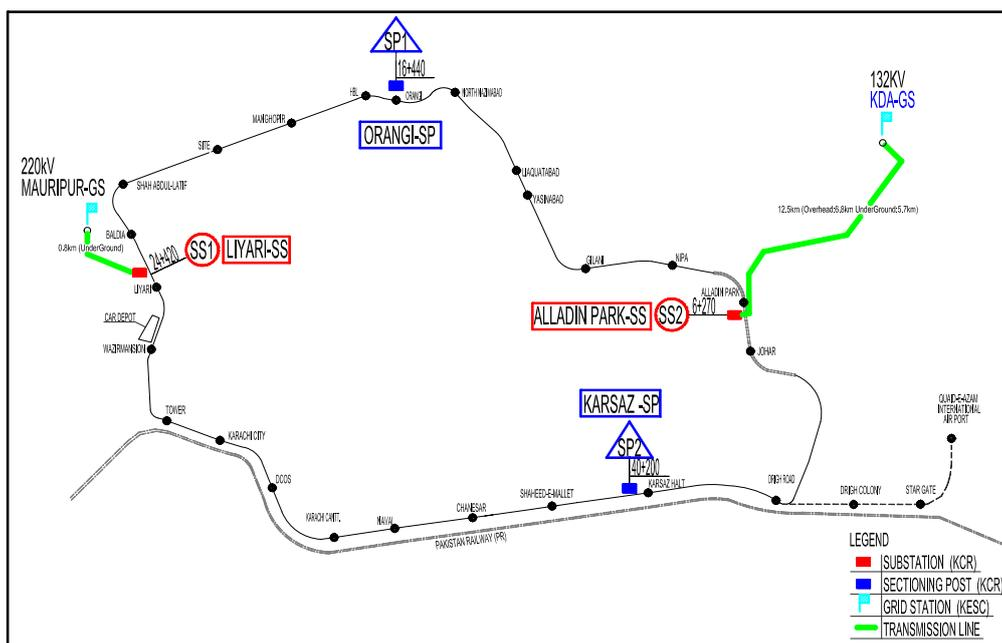 SP1
16+440
ORANGI-SP
HBL
ORANGI
NORTH NAZIMABAD
MANGHOPIR
SITE
SHAH ABDUL-LATIF
132KV
KDA-GS
220kV
MAURIPUR-GS
LIAQUATABAD
YASINABAD
12.5km (Overhead:6.8km UnderGround:5.7km)
BALDIA
0.8km (UnderGround)
24+420
SS1
LIYARI-SS
LIYARI
GILANI
NIPA
ALLADIN PARK
ALLADIN PARK-SS
SS2
6+270
CAR DEPOT
WAZIRMANSION
JOHAR
KARSAZ -SP
SP2
40+200
TOWER
KARACHI CITY
QUAID-E-AZAM
INTERNATIONAL
AIR PORT
DCOS
KARACHI CANTT.
CHANESAR
SHAHEED-E-MALLET
KARSAZ HALT
DRIGH ROAD
DRIGH COLONY
STAR GATE
PAKISTAN RAILWAY (PR)
LEGEND
SUBSTATION (KCR)
SECTIONING POST (KCR)
GRID STATION (KESC)
TRANSMISSION LINE